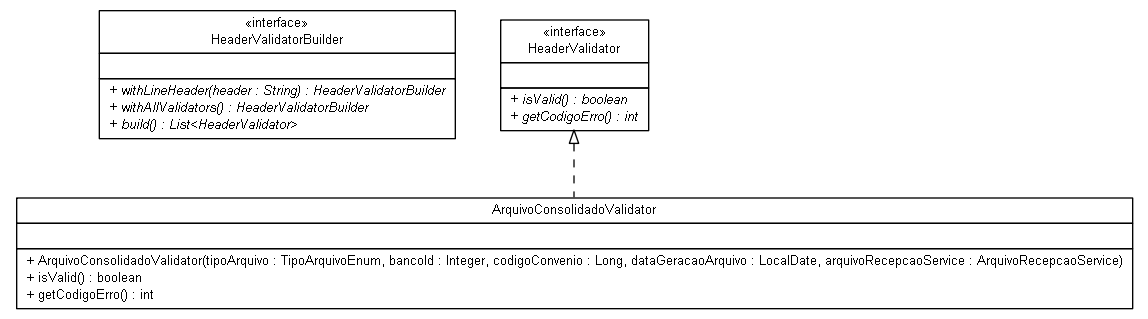 «interface»
HeaderValidatorBuilder
+ withLineHeader(header : String) : HeaderValidatorBuilder
+ withAllValidators() : HeaderValidatorBuilder
+ build() : List<HeaderValidator>
«interface»
HeaderValidator
+ isValid() : boolean
+ getCodigoErro() : int
ArquivoConsolidadoValidator
+ ArquivoConsolidadoValidator(tipoArquivo : TipoArquivoEnum, bancoId : Integer, codigoConvenio : Long, dataGeracaoArquivo : LocalDate, arquivoRecepcaoService : ArquivoRecepcaoService)
+ isValid() : boolean
+ getCodigoErro() : int